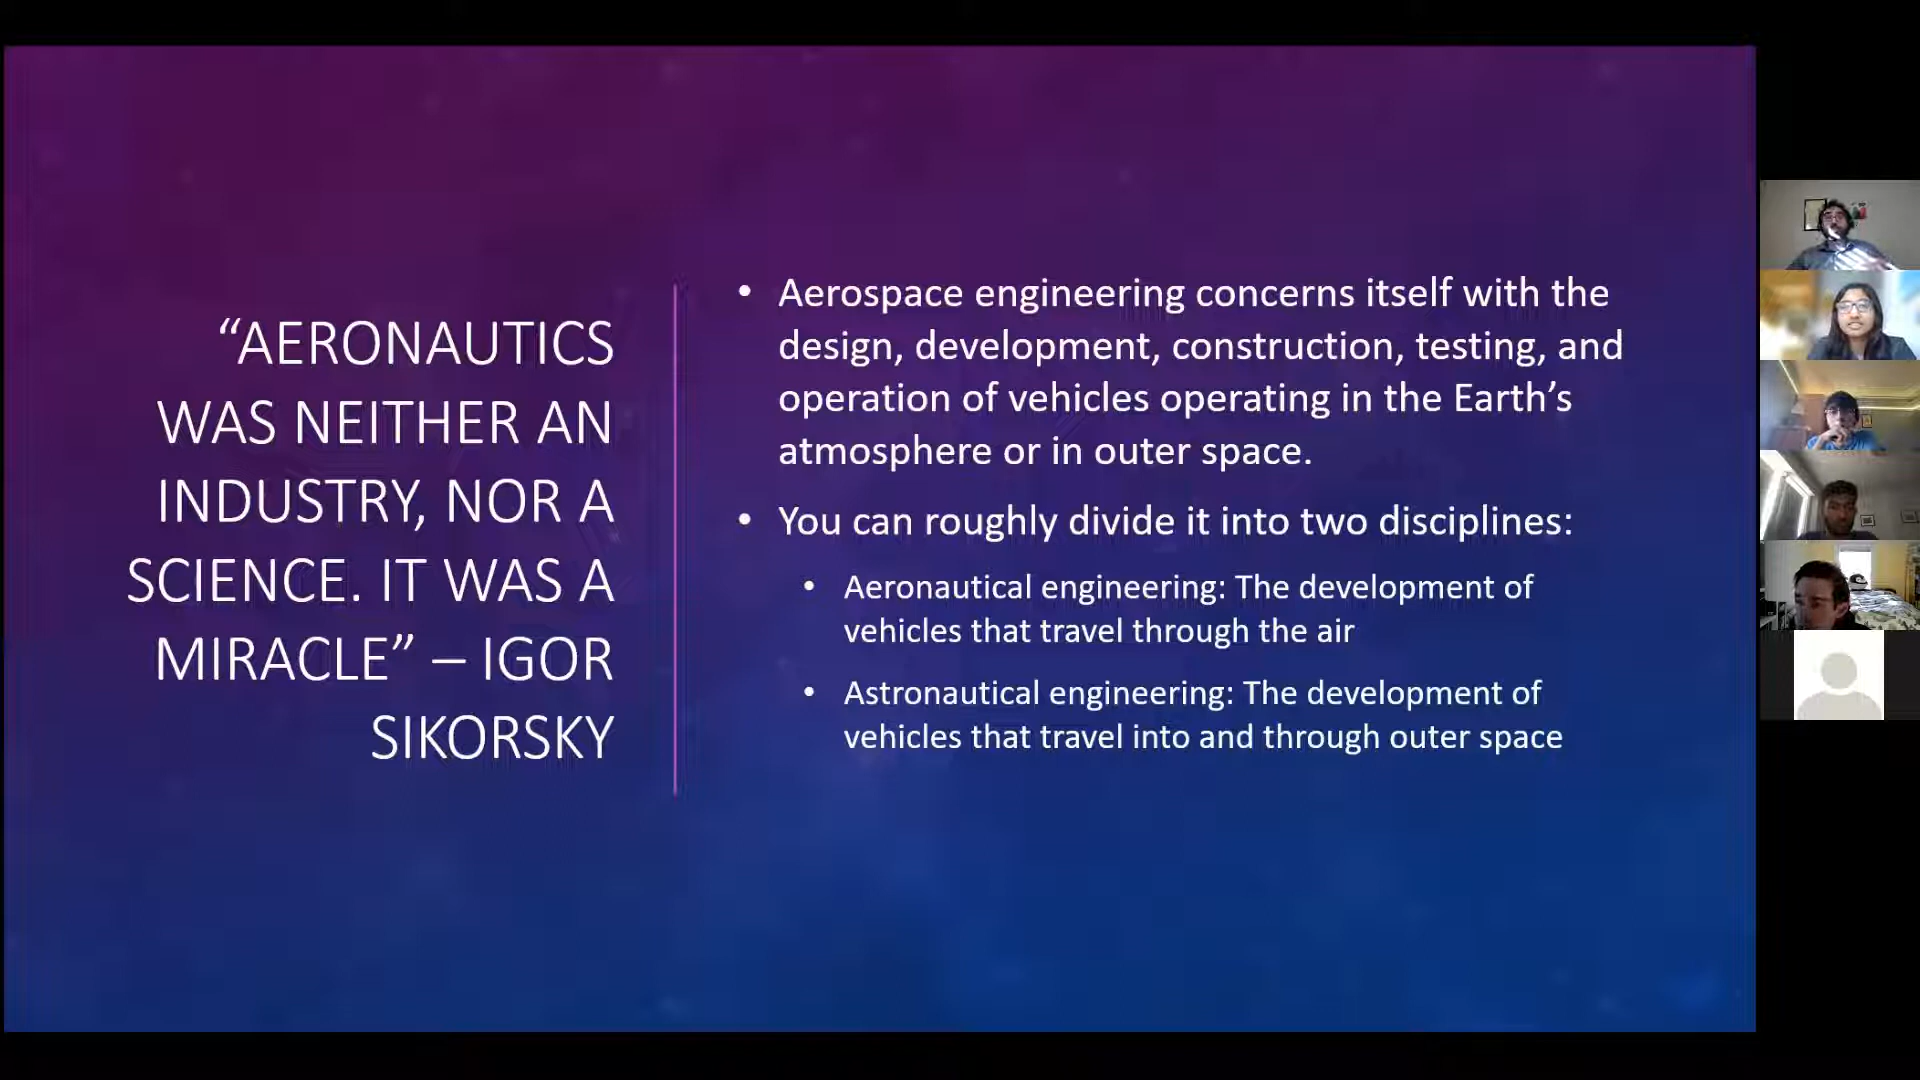 “AERONAUTICS
WAS NEITHER AN
INDUSTRY, NOR A
SCIENCE. IT WAS A
MIRACLE” – IGOR
SIKORSKY
• Aerospace engineering concerns itself with the
design, development, construction, testing, and
operation of vehicles operating in the Earth’s
atmosphere or in outer space.
• You can roughly divide it into two disciplines:
• Aeronautical engineering: The development of
vehicles that travel through the air
• Astronautical engineering: The development of
vehicles that travel into and through outer space